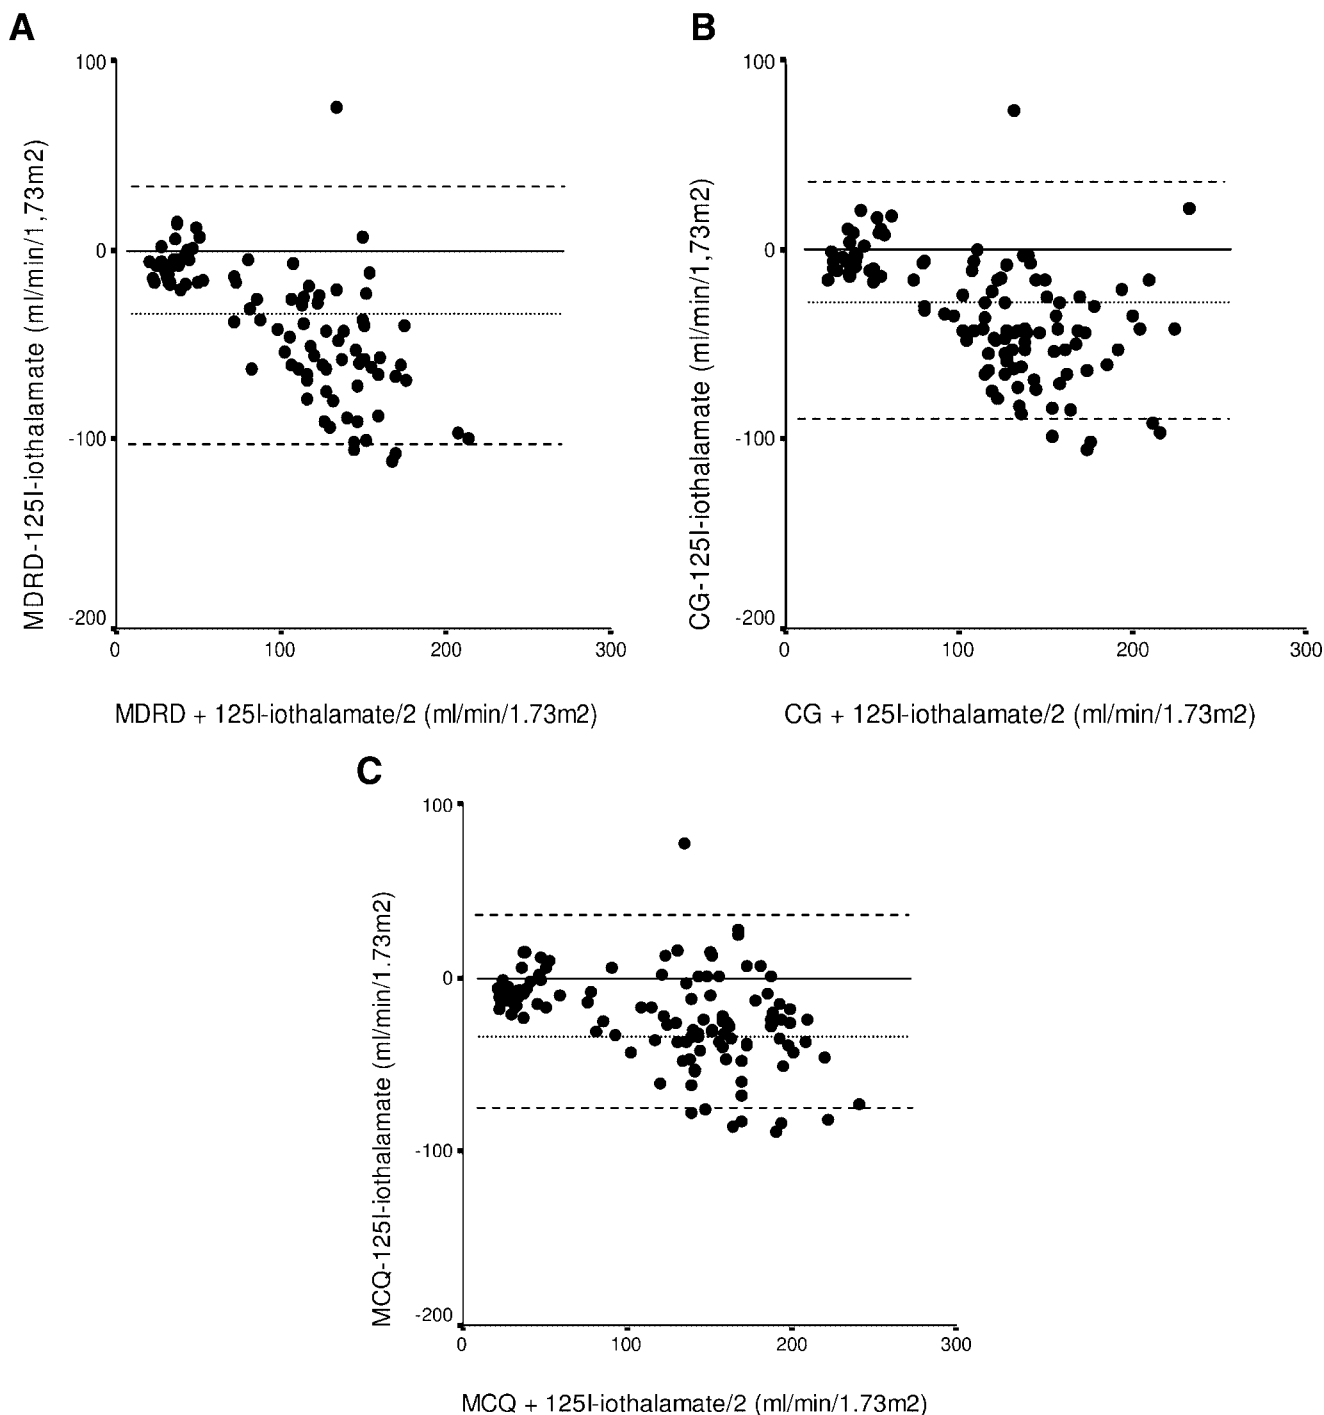 A
B
100
0
-100
-200
0
100
200
300
MDRD-125I-iothalamate (ml/min/1,73m2)
MDRD + 125I-iothalamate/2 (ml/min/1.73m2)
100
0
-100
-200
0
100
200
300
CG-125I-iothalamate (ml/min/1,73m2)
CG + 125I-iothalamate/2 (ml/min/1.73m2)
C
100
0
-100
-200
0
100
200
300
MCQ-125I-iothalamate (ml/min/1.73m2)
MCQ + 125I-iothalamate/2 (ml/min/1.73m2)